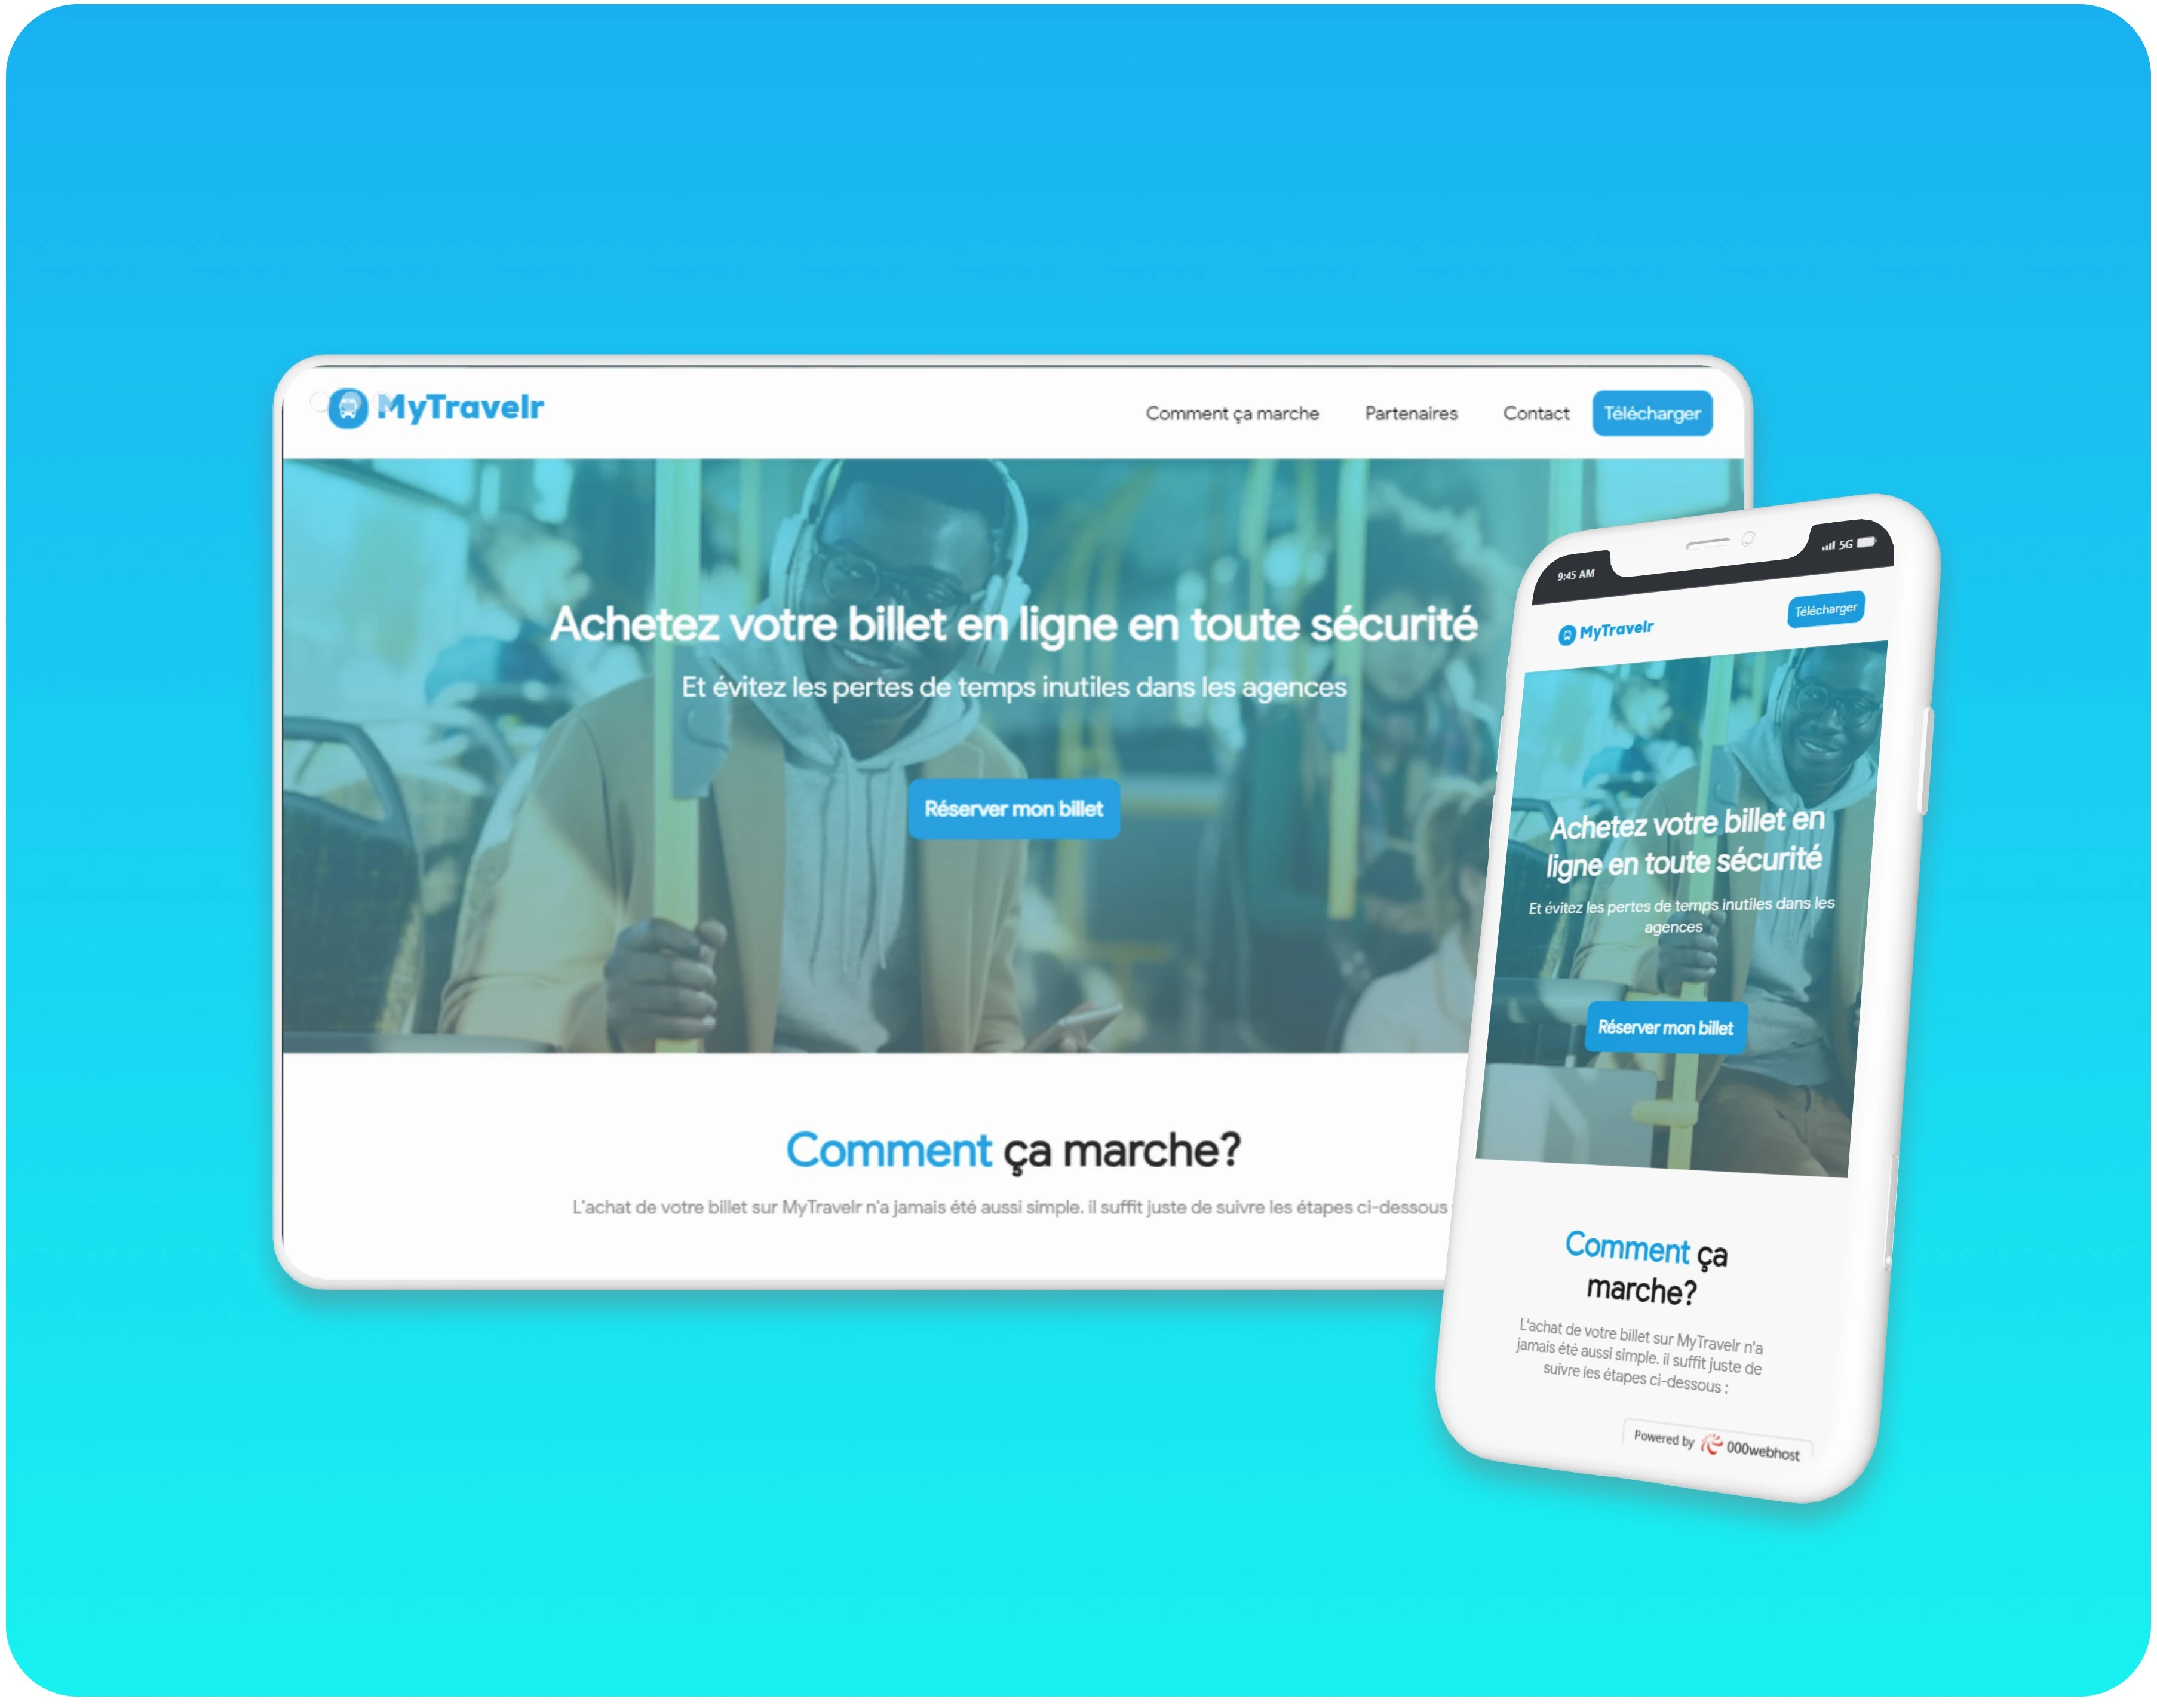 MyTravelr
Comment ça marche Partenaires Contact Télécharger
Achetez votre billet en ligne en toute sécurité
Et évitez les pertes de temps inutiles dans les agences
Réserver mon billet
Comment ça marche?
L'achat de votre billet sur MyTravelr n'a jamais été aussi simple. il suffit juste de suivre les étapes ci-dessous
9:45 AM 5G
MyTravelr Télécharger
Achetez votre billet en
ligne en toute sécurité
Et évitez les pertes de temps inutiles dans les
agences
Réserver mon billet
Comment ça
marche?
L'achat de votre billet sur MyTravelr n'a
jamais été aussi simple. il suffit juste de
suivre les étapes ci-dessous :
Powered by 000webhost